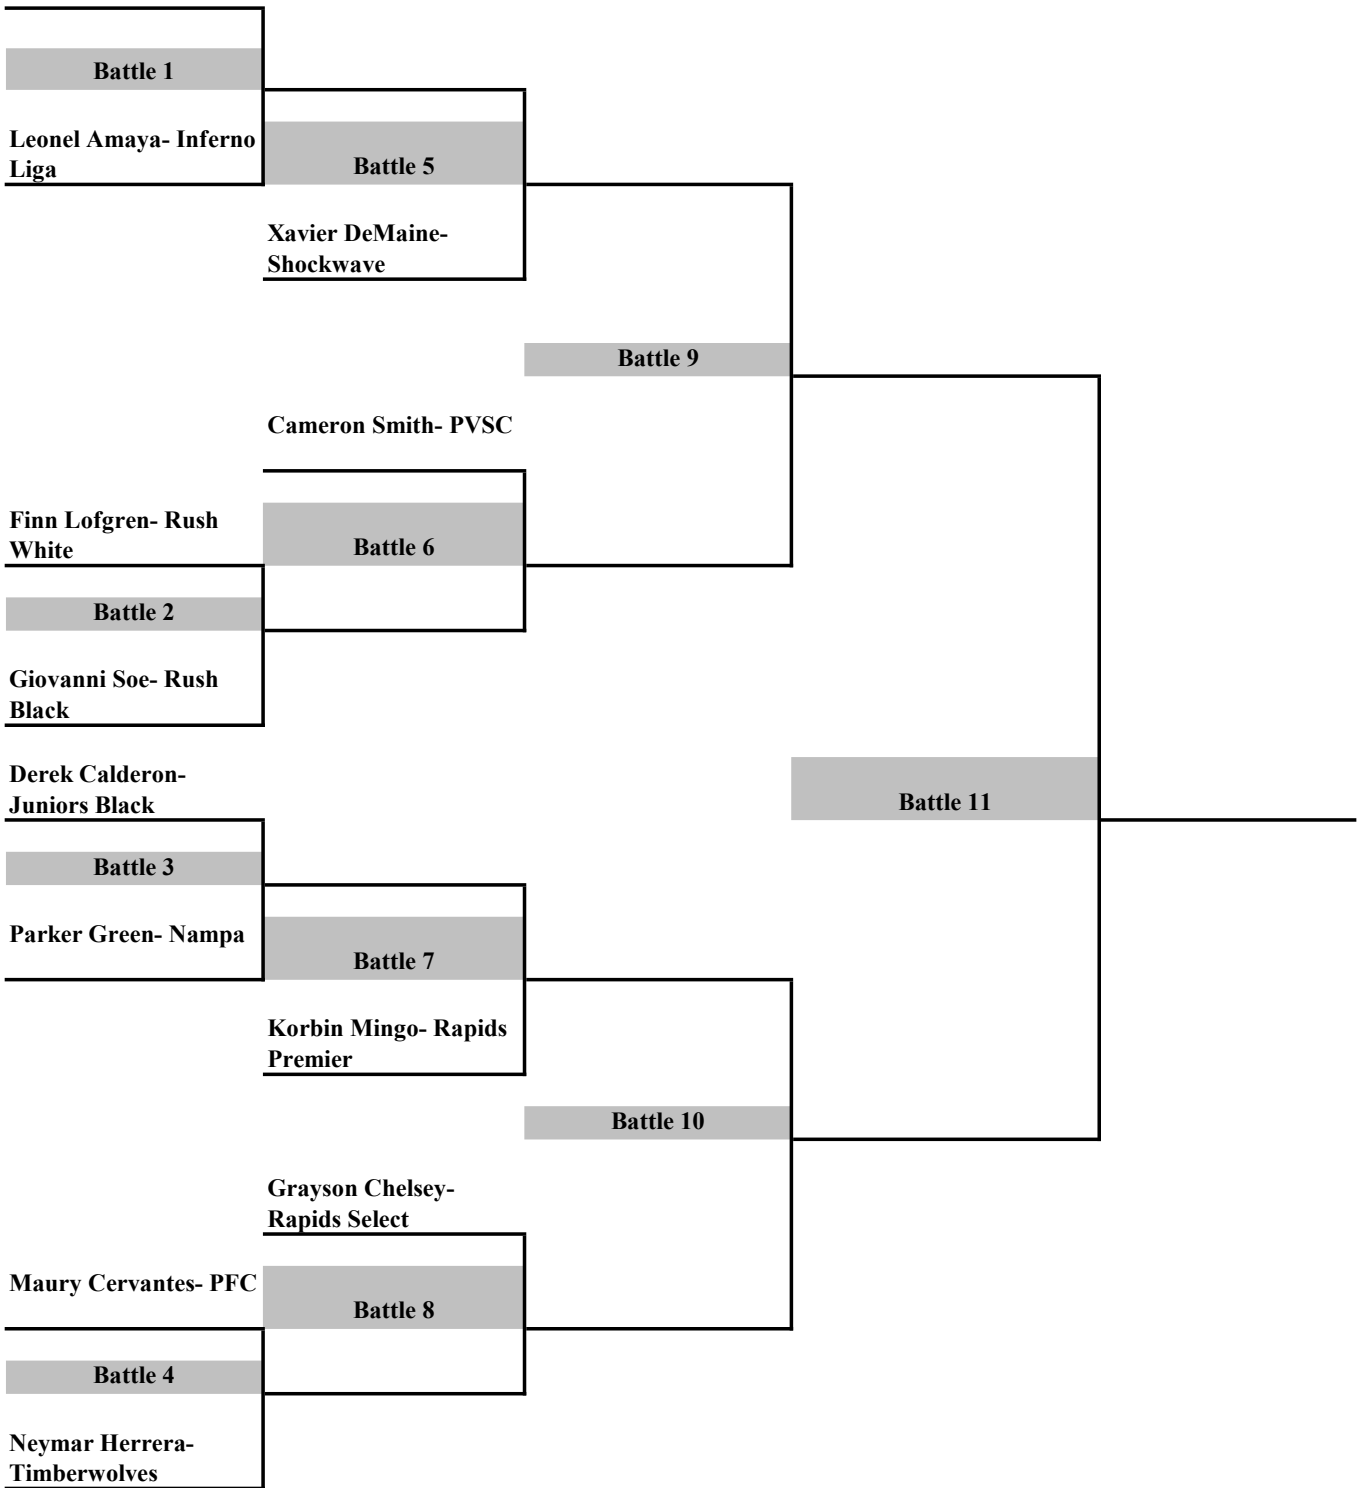 Battle 1
Leonel Amaya- Inferno
Liga
Battle 5
Xavier DeMaine-
Shockwave
Battle 9
Cameron Smith- PVSC
Finn Lofgren- Rush
White
Battle 6
Battle 2
Giovanni Soe- Rush
Black
Derek Calderon-
Juniors Black
Battle 11
Battle 3
Parker Green- Nampa
Battle 7
Korbin Mingo- Rapids
Premier
Battle 10
Grayson Chelsey-
Rapids Select
Maury Cervantes- PFC
Battle 8
Battle 4
Neymar Herrera-
Timberwolves